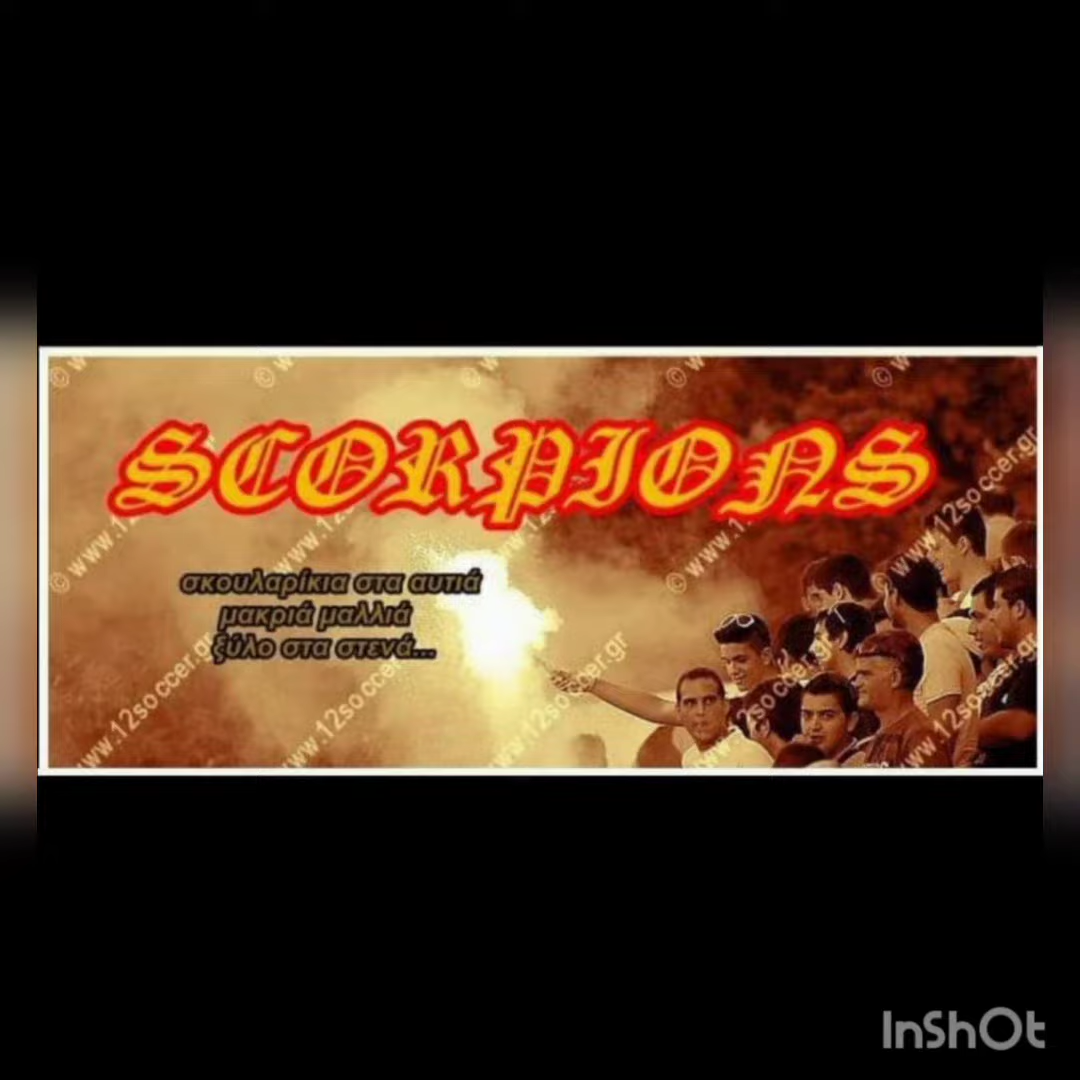 © www.12soccer.gr
SCORPIONS
σκουλαρίκια στα αυτιά
μακριά μαλλιά
ξύλο στα στενά...
InShOt